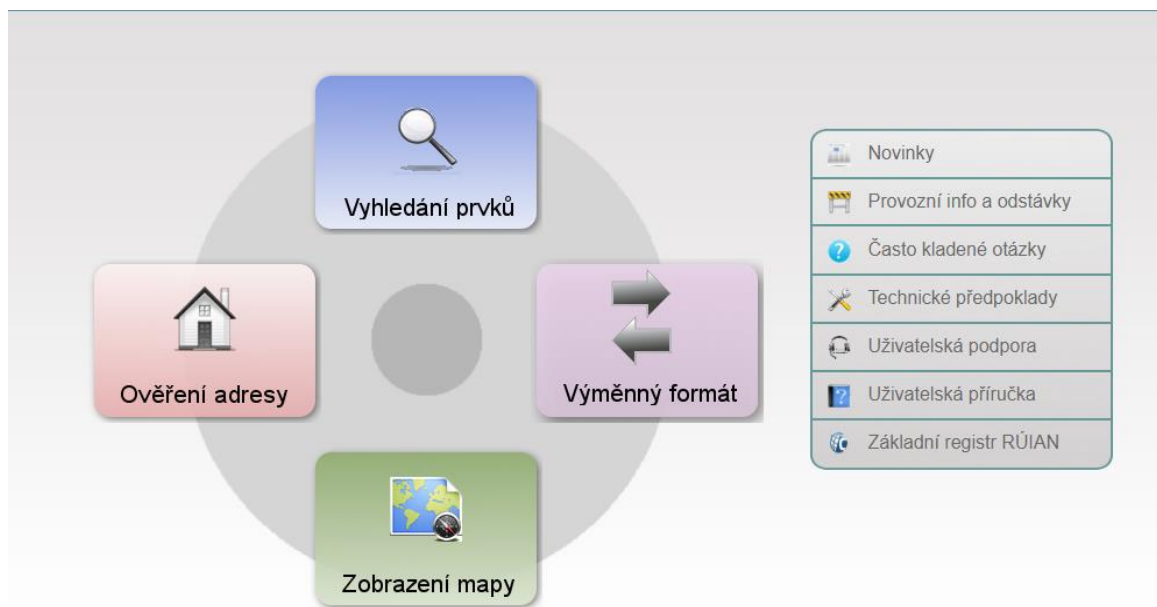 Vyhledání prvků
Ověření adresy
Výměnný formát
Zobrazení mapy
Novinky
Provozní info a odstávky
Často kladené otázky
Technické předpoklady
Uživatelská podpora
Uživatelská příručka
Základní registr RÚIAN